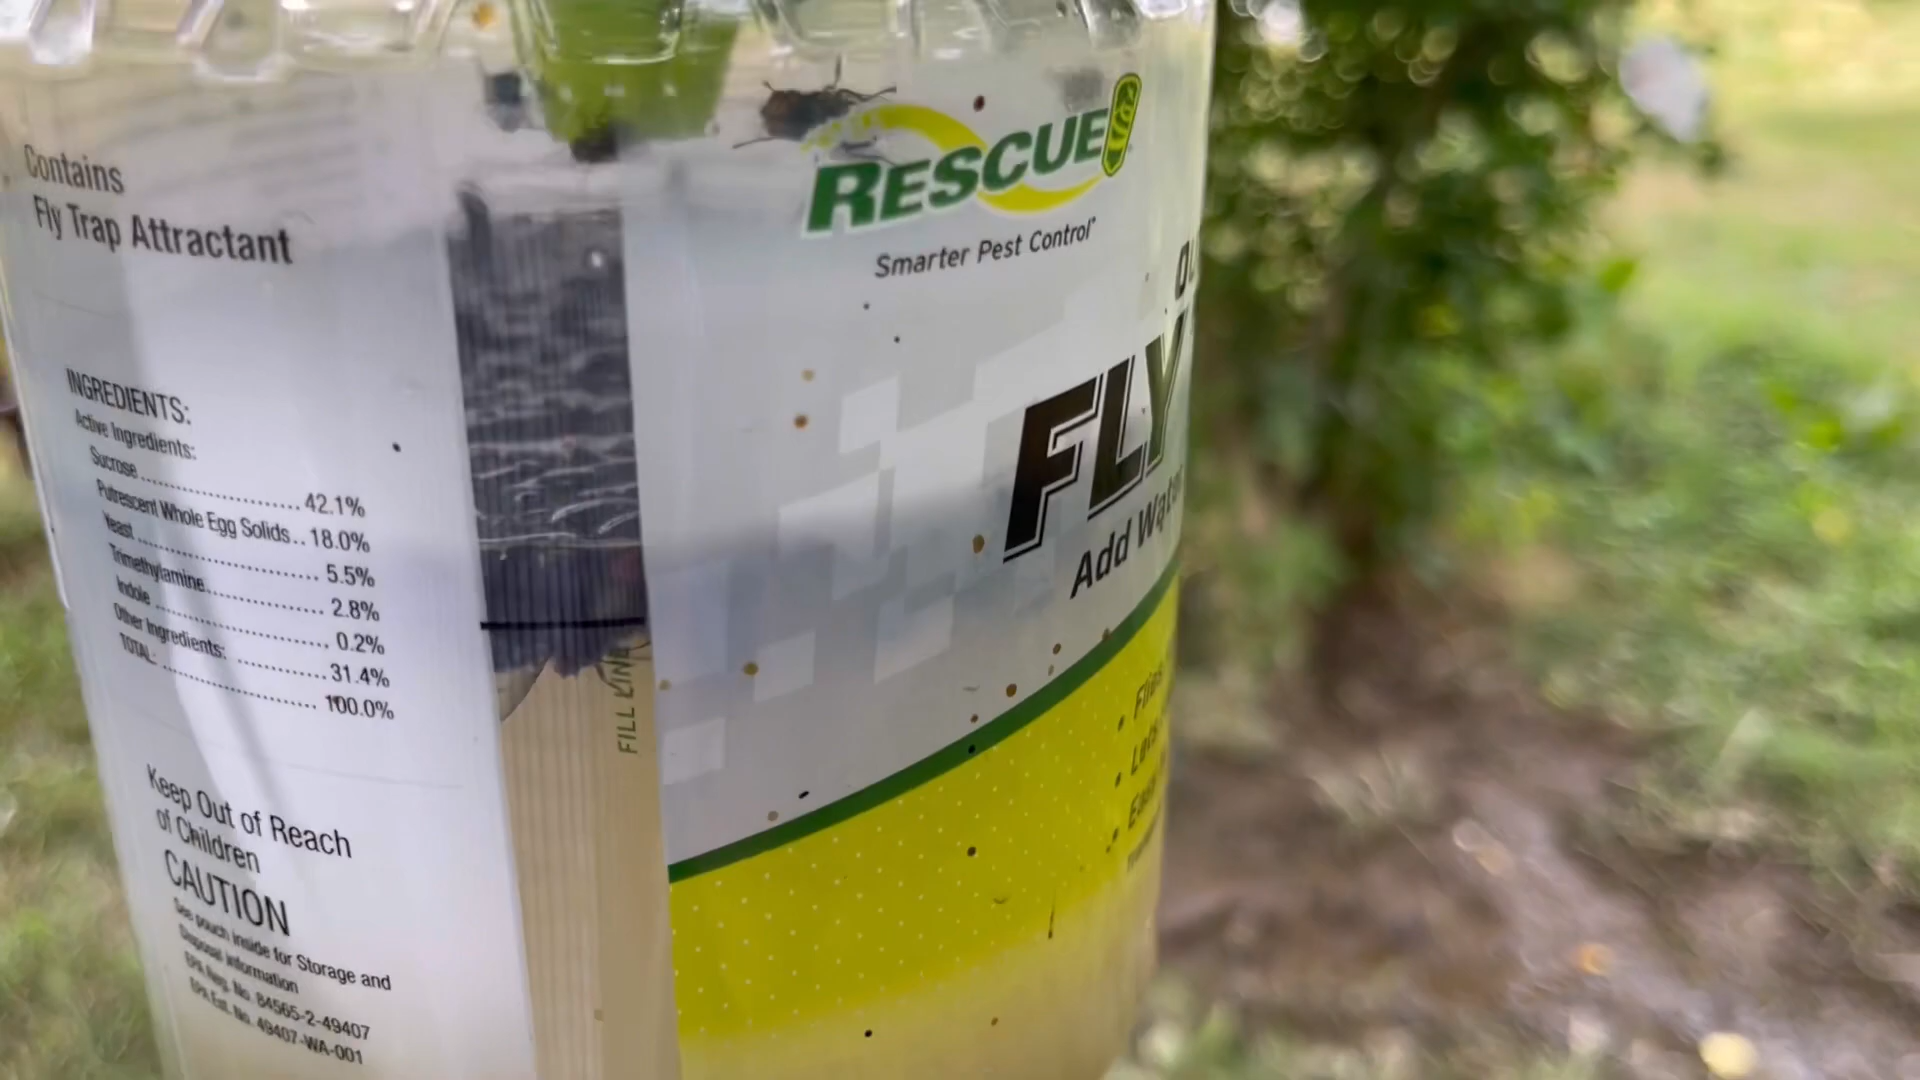 Contains
Fly Trap Attractant
INGREDIENTS:
Active Ingredients:
Sucrose .................... 42.1%
Putrescent Whole Egg Solids.. 18.0%
Yeast .................... 5.5%
Trimethylamine.................... 2.8%
Indole .................... 0.2%
Other Ingredients: .................... 31.4%
TOTAL: .................... 100.0%
Keep Out of Reach
of Children
CAUTION
See pouch inside for Storage and
Disposal Information
EPA Reg. No. 84565-2-49407
EPA Est. No. 49407-WA-001
FILL LINE
RESCUE!
Smarter Pest Control
FLY
Add Water
Flies